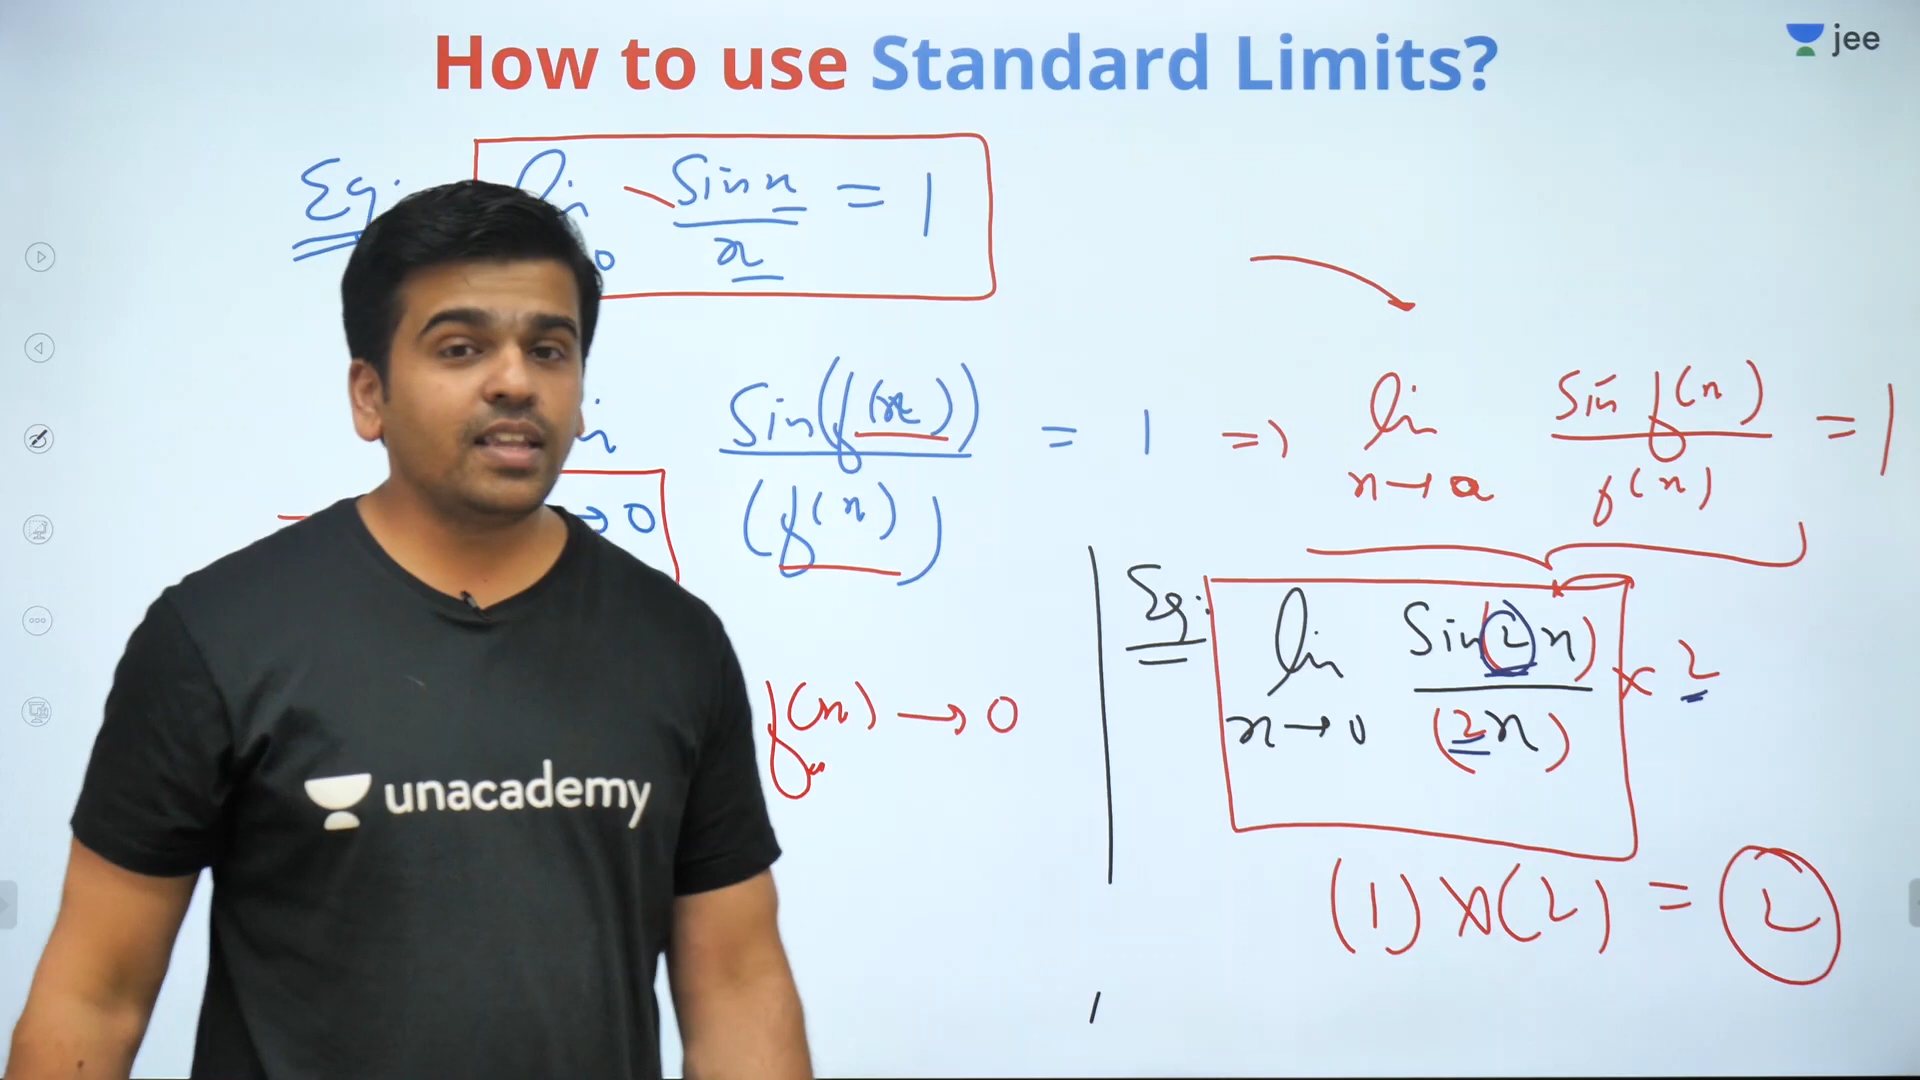 How to use Standard Limits?
jee
Eg. sin x / x = 1
→ 0
sin(f(x)) / (f(x)) = 1 ⇒ lim x→a sin f(x) / f(x) = 1
f(x) → 0
Eg: lim x→0 sin(2x) / (2x) × 2
(1) × (2) = 2
unacademy